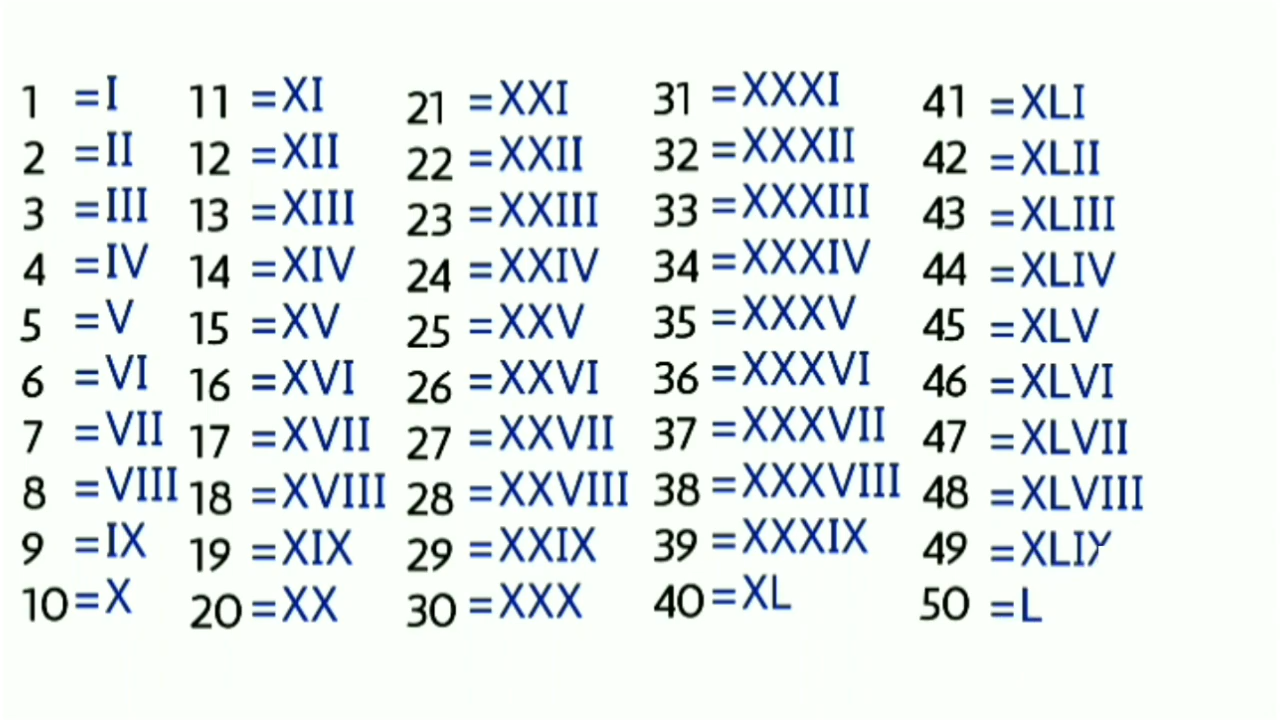 1 =I
2 =II
3 =III
4 =IV
5 =V
6 =VI
7 =VII
8 =VIII
9 =IX
10=X
11 =XI
12 =XII
13 =XIII
14 =XIV
15 =XV
16 =XVI
17 =XVII
18 =XVIII
19 =XIX
20=XX
21 =XXI
22 =XXII
23 =XXIII
24 =XXIV
25 =XXV
26 =XXVI
27 =XXVII
28 =XXVIII
29 =XXIX
30 =XXX
31 =XXXI
32 =XXXII
33 =XXXIII
34 =XXXIV
35 =XXXV
36 =XXXVI
37 =XXXVII
38 =XXXVIII
39 =XXXIX
40=XL
41 =XLI
42 =XLII
43 =XLIII
44 =XLIV
45 =XLV
46 =XLVI
47 =XLVII
48 =XLVIII
49 =XLIX
50 =L